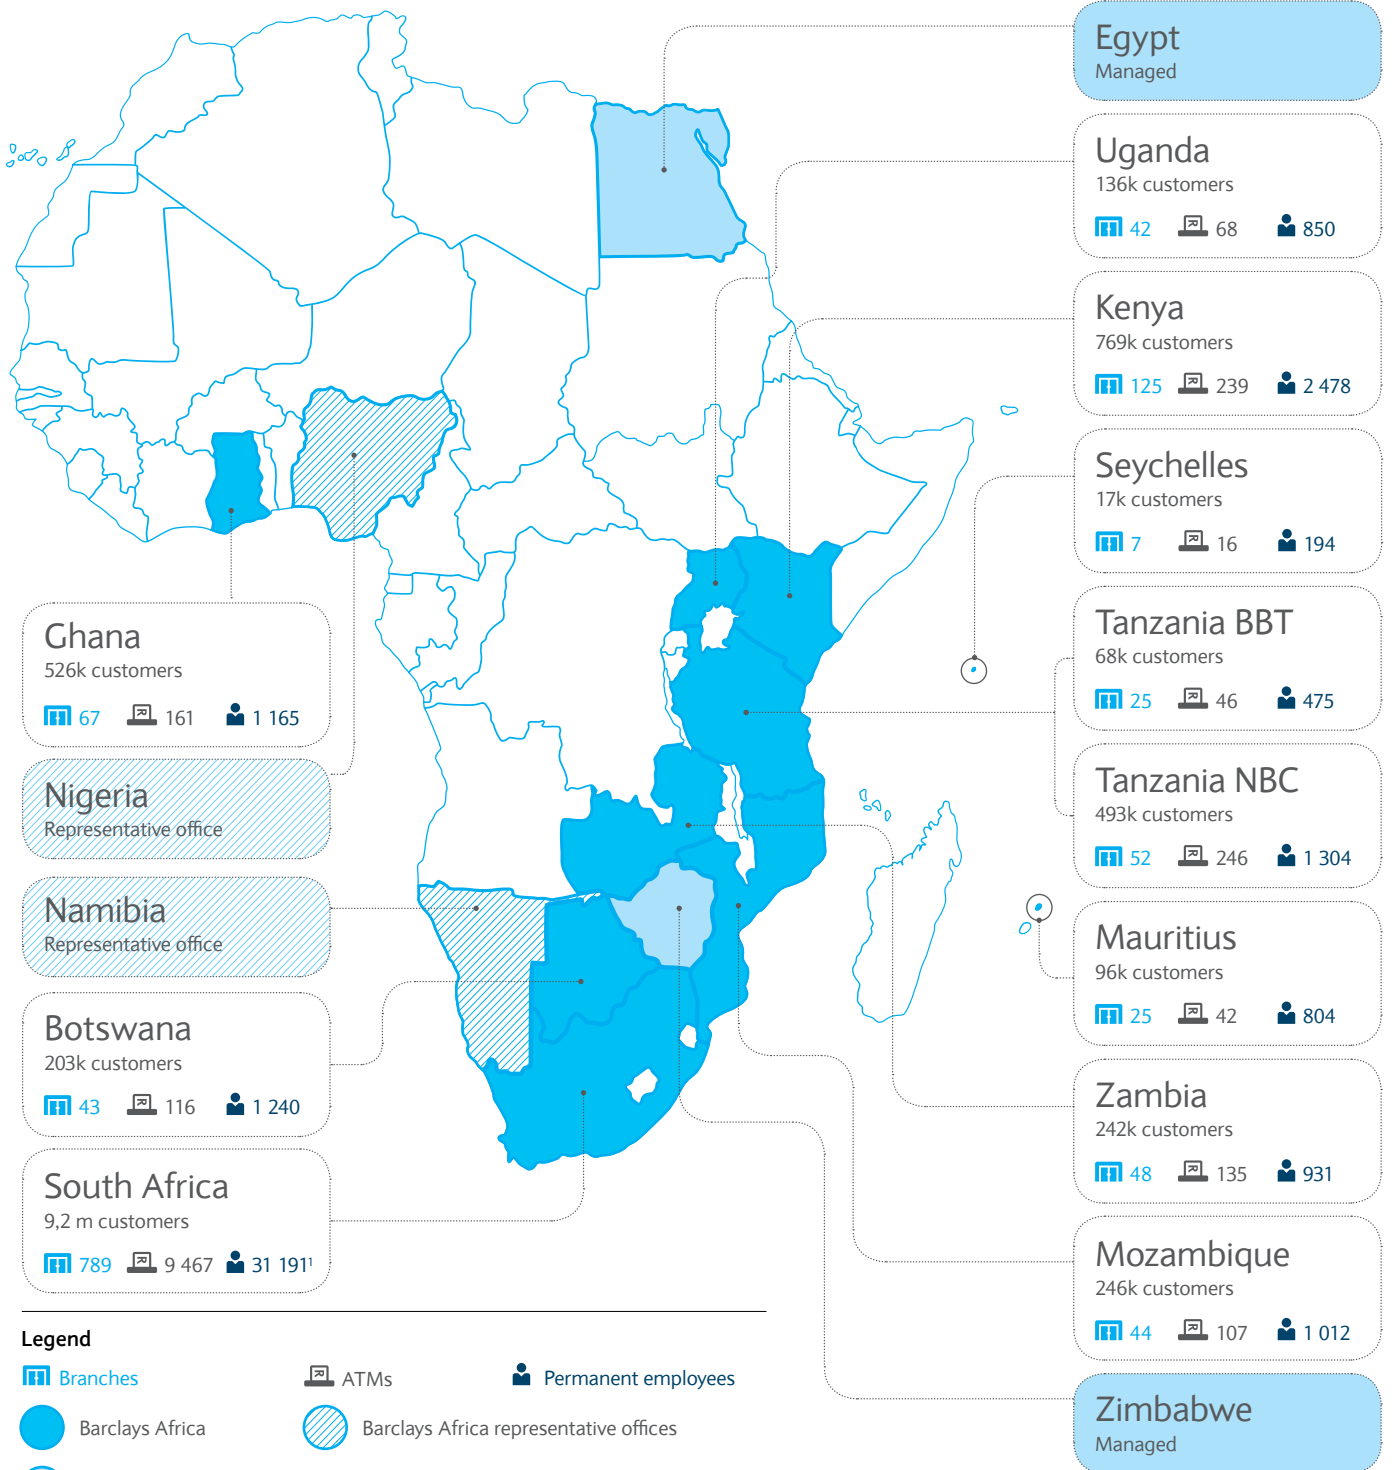 Egypt
Managed
Uganda
136k customers
42 68 850
Kenya
769k customers
125 239 2 478
Seychelles
17k customers
7 16 194
Tanzania BBT
68k customers
25 46 475
Tanzania NBC
493k customers
52 246 1 304
Mauritius
96k customers
25 42 804
Zambia
242k customers
48 135 931
Mozambique
246k customers
44 107 1 012
Zimbabwe
Managed
Ghana
526k customers
67 161 1 165
Nigeria
Representative office
Namibia
Representative office
Botswana
203k customers
43 116 1 240
South Africa
9,2 m customers
789 9 467 31 191¹
Legend
Branches ATMs Permanent employees
Barclays Africa Barclays Africa representative offices